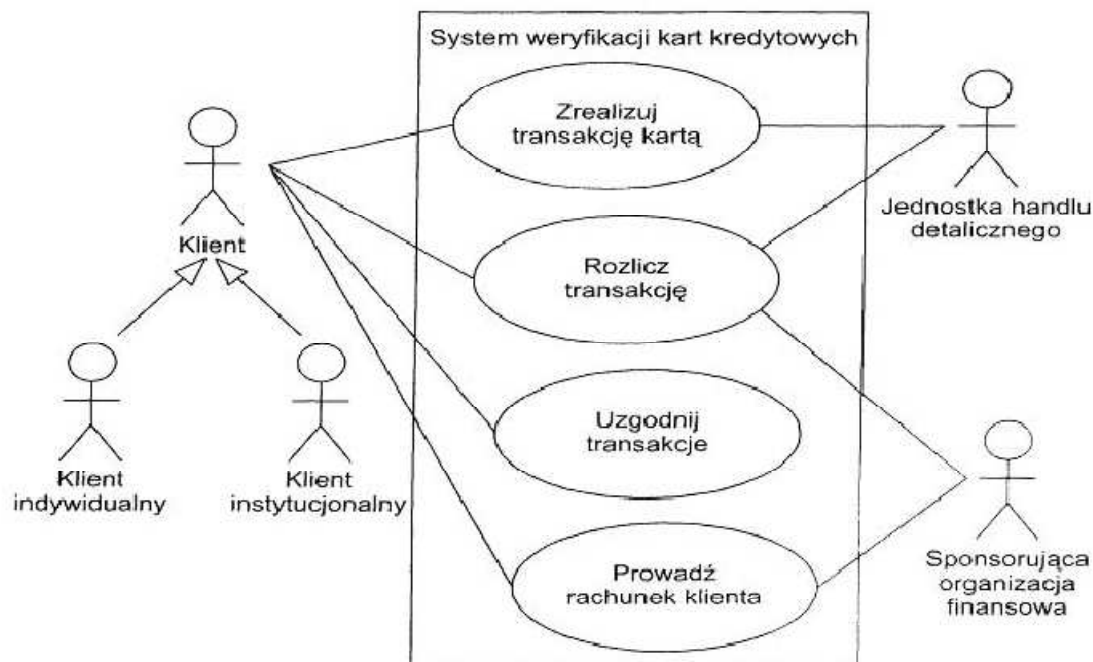 System weryfikacji kart kredytowych
Zrealizuj
transakcję kartą
Jednostka handlu
detalicznego
Klient
Rozlicz
transakcję
Klient
indywidualny
Klient
instytucjonalny
Uzgodnij
transakcje
Prowadź
rachunek klienta
Sponsorująca
organizacja
finansowa